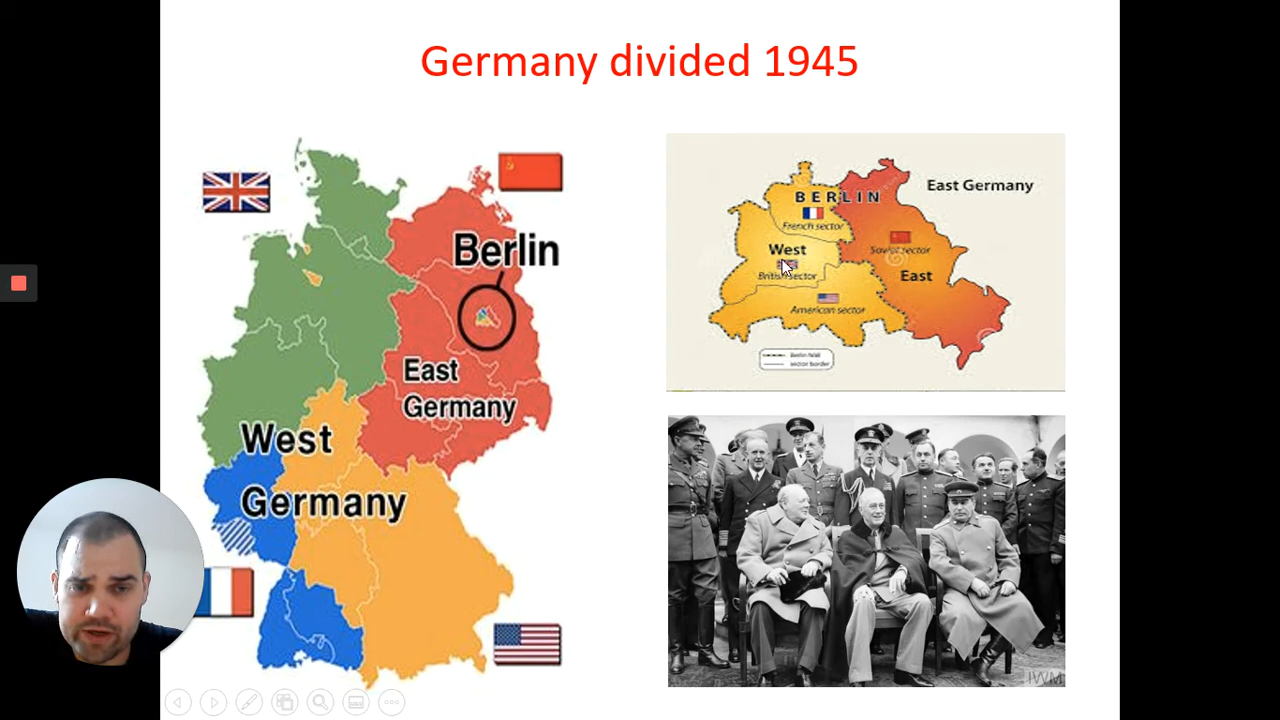 Germany divided 1945
Berlin
East
Germany
West
Germany
East Germany
BERLIN
French sector
West
British sector
Soviet sector
East
American sector
Berlin Wall
sector border
IWM